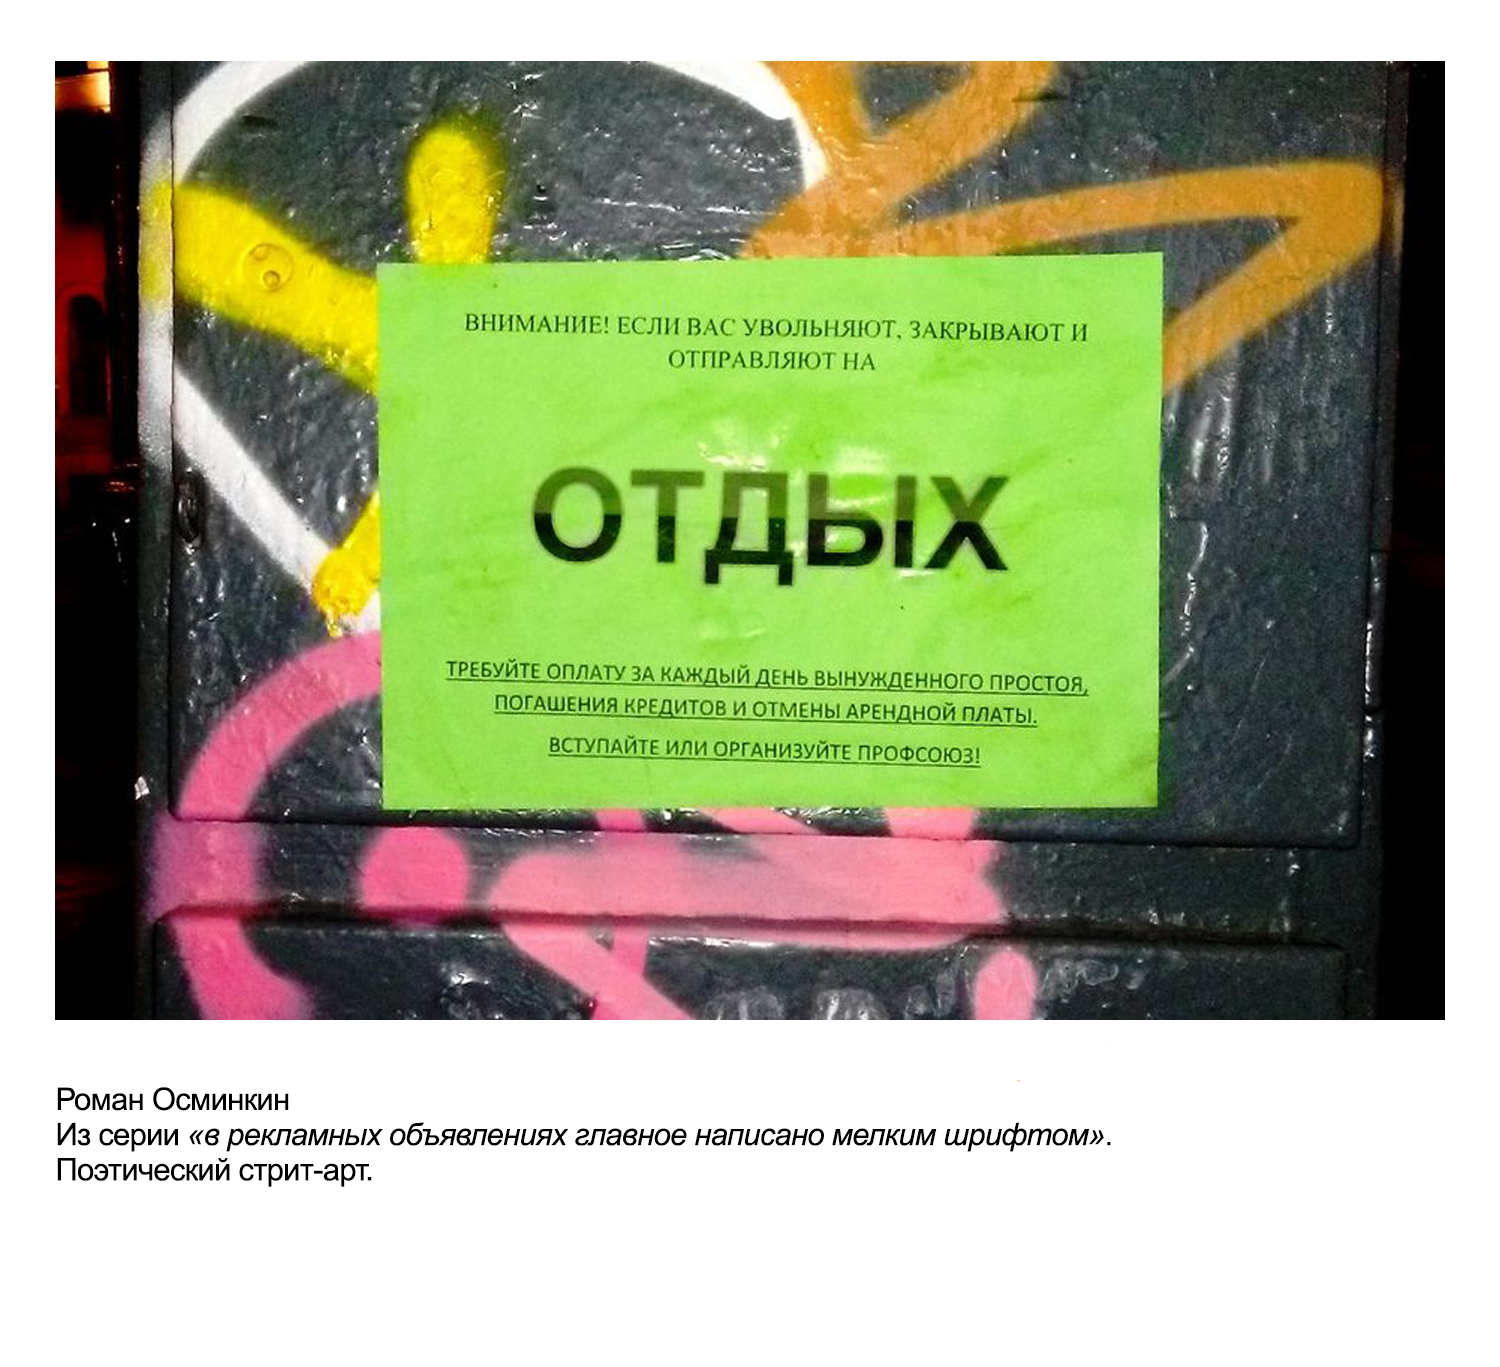 ВНИМАНИЕ! ЕСЛИ ВАС УВОЛЬНЯЮТ, ЗАКРЫВАЮТ И
ОТПРАВЛЯЮТ НА
ОТДЫХ
ТРЕБУЙТЕ ОПЛАТУ ЗА КАЖДЫЙ ДЕНЬ ВЫНУЖДЕННОГО ПРОСТОЯ,
ПОГАШЕНИЯ КРЕДИТОВ И ОТМЕНЫ АРЕНДНОЙ ПЛАТЫ.
ВСТУПАЙТЕ ИЛИ ОРГАНИЗУЙТЕ ПРОФСОЮЗ!
Роман Осминкин
Из серии «в рекламных объявлениях главное написано мелким шрифтом».
Поэтический стрит-арт.